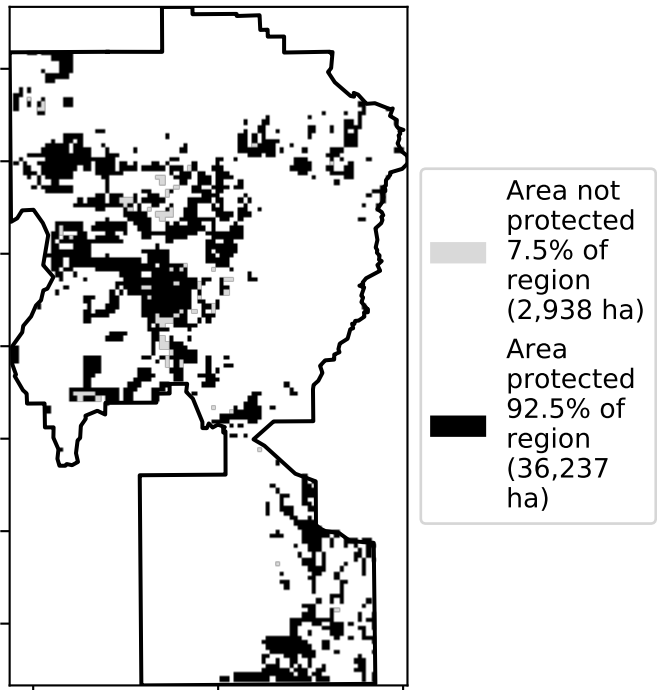 Area not
protected
7.5% of
region
(2,938 ha)
Area
protected
92.5% of
region
(36,237
ha)